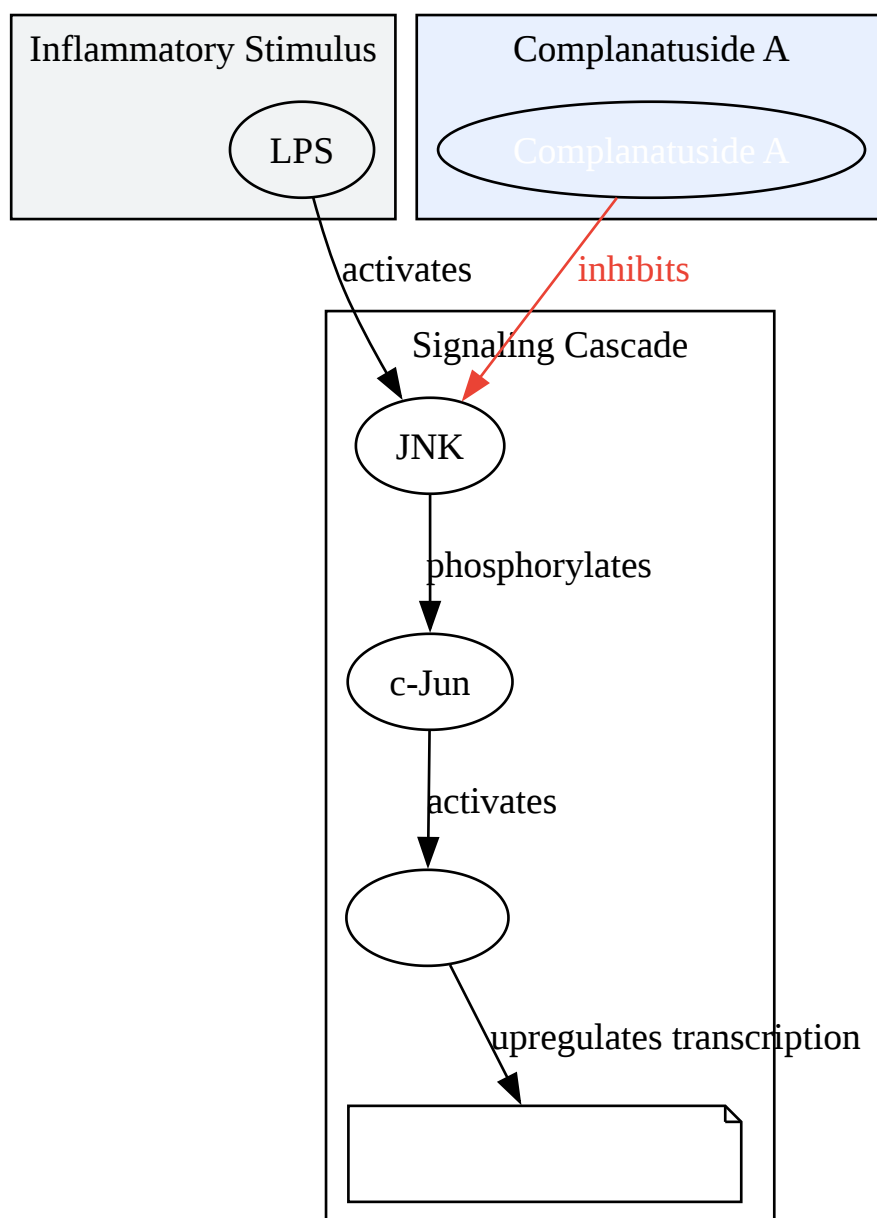 Inflammatory Stimulus
Complanatuside A
LPS
Complanatuside A
activates
inhibits
Signaling Cascade
JNK
phosphorylates
c-Jun
activates
upregulates transcription